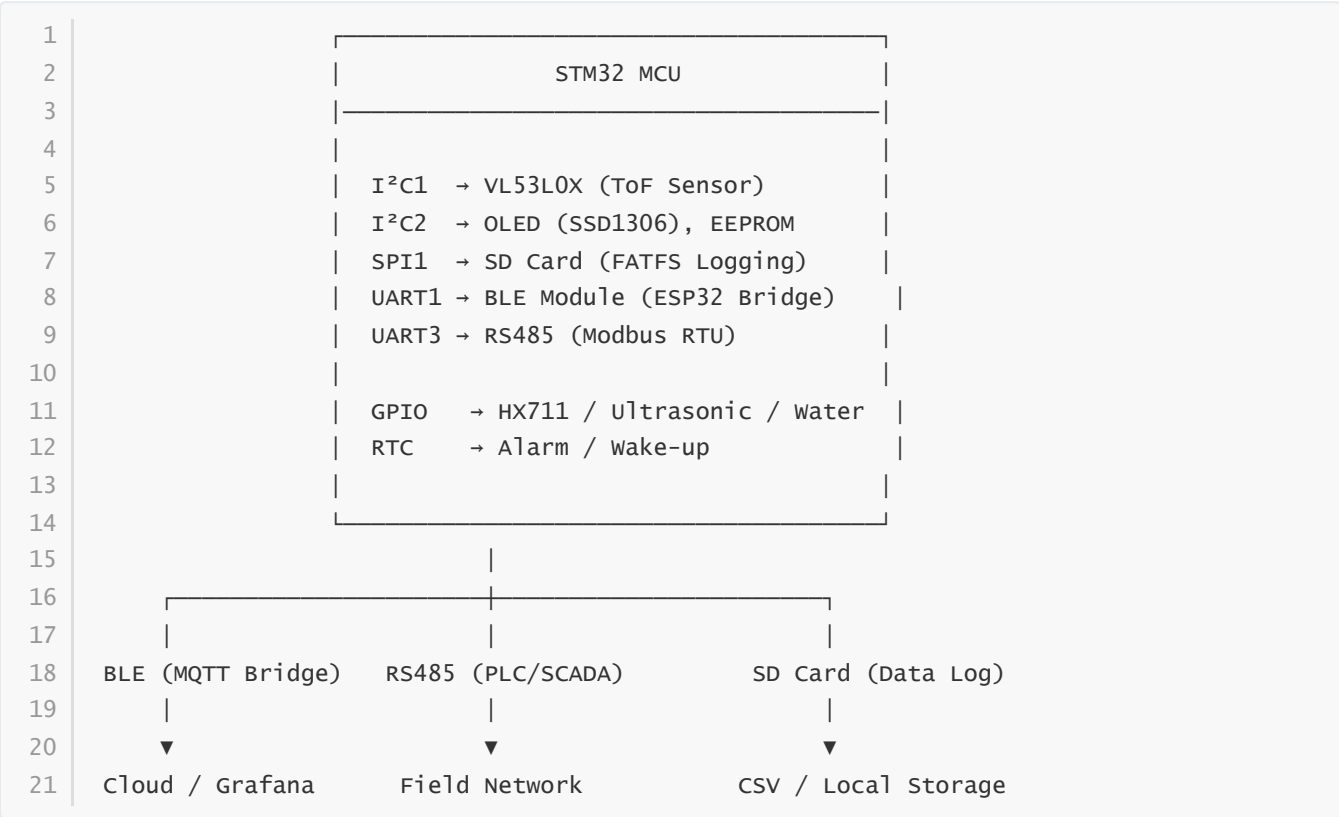 1 ┌──────────────────────────────────────┐
2 │ STM32 MCU │
3 │──────────────────────────────────────│
4 │ │
5 │ I²C1 → VL53L0X (ToF Sensor) │
6 │ I²C2 → OLED (SSD1306), EEPROM │
7 │ SPI1 → SD Card (FATFS Logging) │
8 │ UART1 → BLE Module (ESP32 Bridge) │
9 │ UART3 → RS485 (Modbus RTU) │
10 │ │
11 │ GPIO → HX711 / Ultrasonic / Water │
12 │ RTC → Alarm / Wake-up │
13 │ │
14 └──────────────────────────────────────┘
15 │
16 ┌──────────────────────┼───────────────────────┐
17 │ │ │
18 BLE (MQTT Bridge) RS485 (PLC/SCADA) SD Card (Data Log)
19 │ │ │
20 ▼ ▼ ▼
21 Cloud / Grafana Field Network CSV / Local Storage